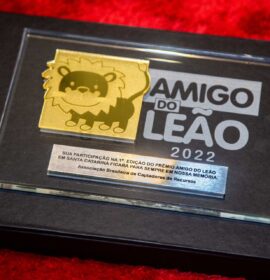 AMIGO
DO
LEÃO
2022
SUA PARTICIPAÇÃO NA 1ª EDIÇÃO DO PRÊMIO AMIGO DO LEÃO
EM SANTA CATARINA FICARÁ PARA SEMPRE EM NOSSA MEMÓRIA.
Associação Brasileira de Captadores de Recursos